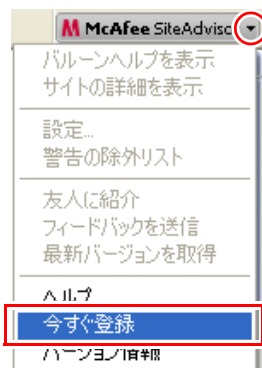 McAfee SiteAdvisc
バルーンヘルプを表示
サイトの詳細を表示
設定...
警告の除外リスト
友人に紹介
フィードバックを送信
最新バージョンを取得
ヘルプ
今すぐ登録
バージョン情報